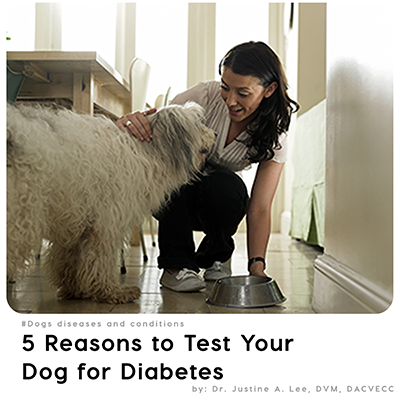 #Dogs diseases and conditions
5 Reasons to Test Your
Dog for Diabetes
by: Dr. Justine A. Lee, DVM, DACVECC